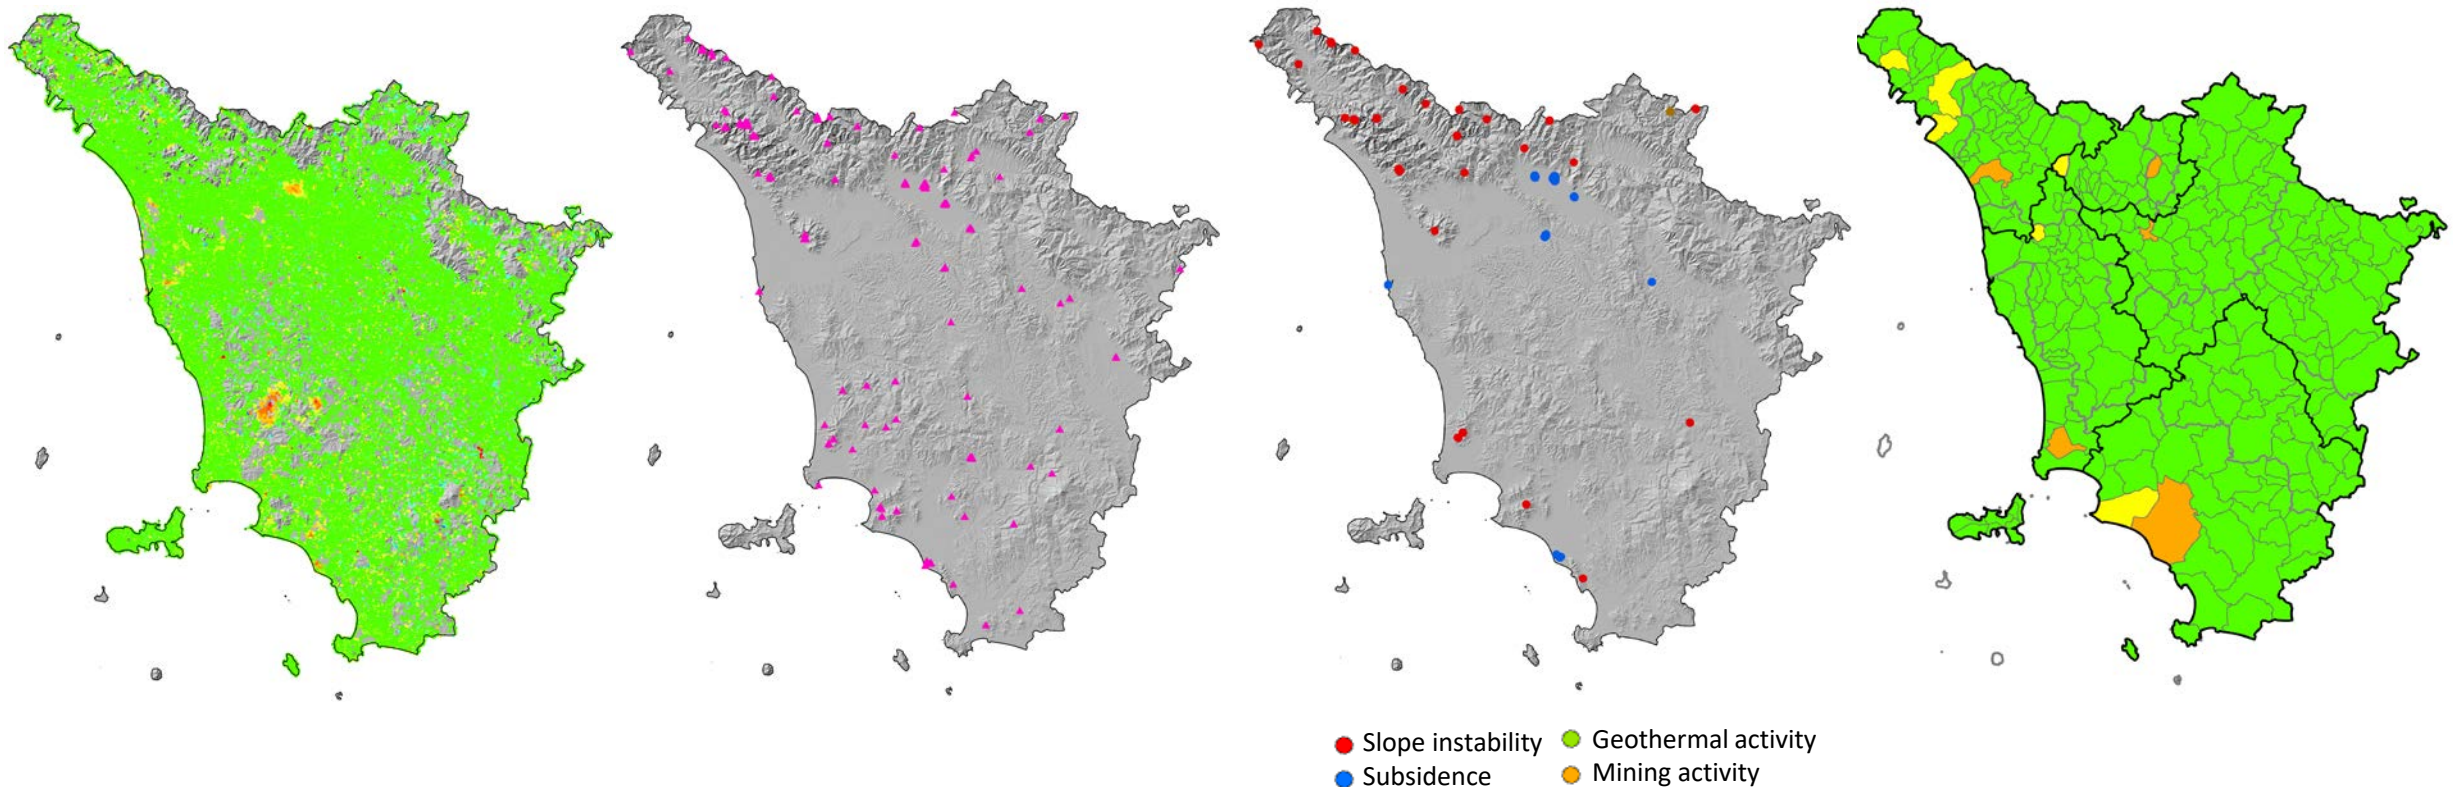 Slope instability
Geothermal activity
Subsidence
Mining activity